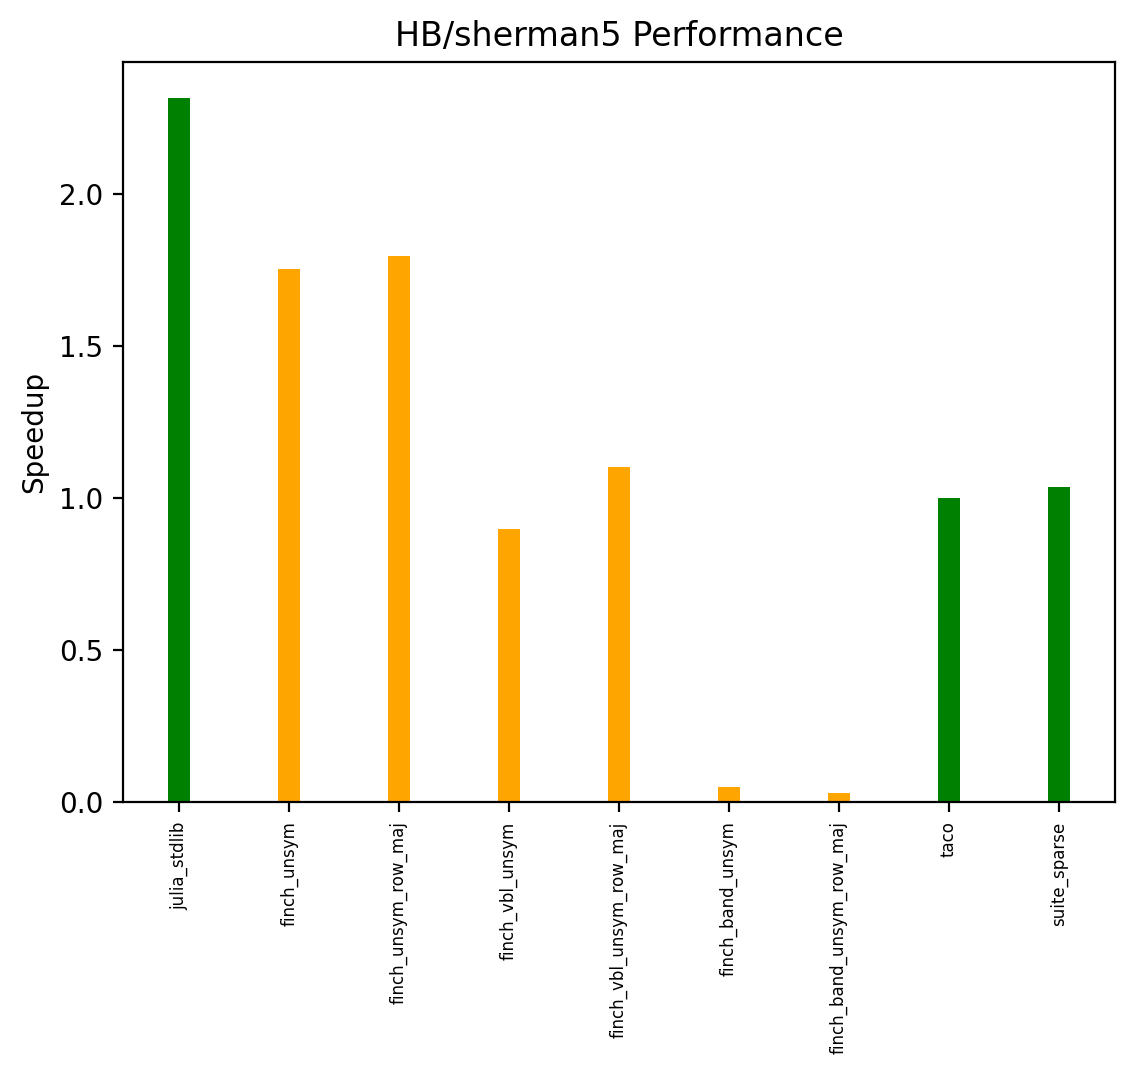 HB/sherman5 Performance
Speedup
2.0
1.5
1.0
0.5
0.0
julia_stdlib
finch_unsym
finch_unsym_row_maj
finch_vbl_unsym
finch_vbl_unsym_row_maj
finch_band_unsym
finch_band_unsym_row_maj
taco
suite_sparse